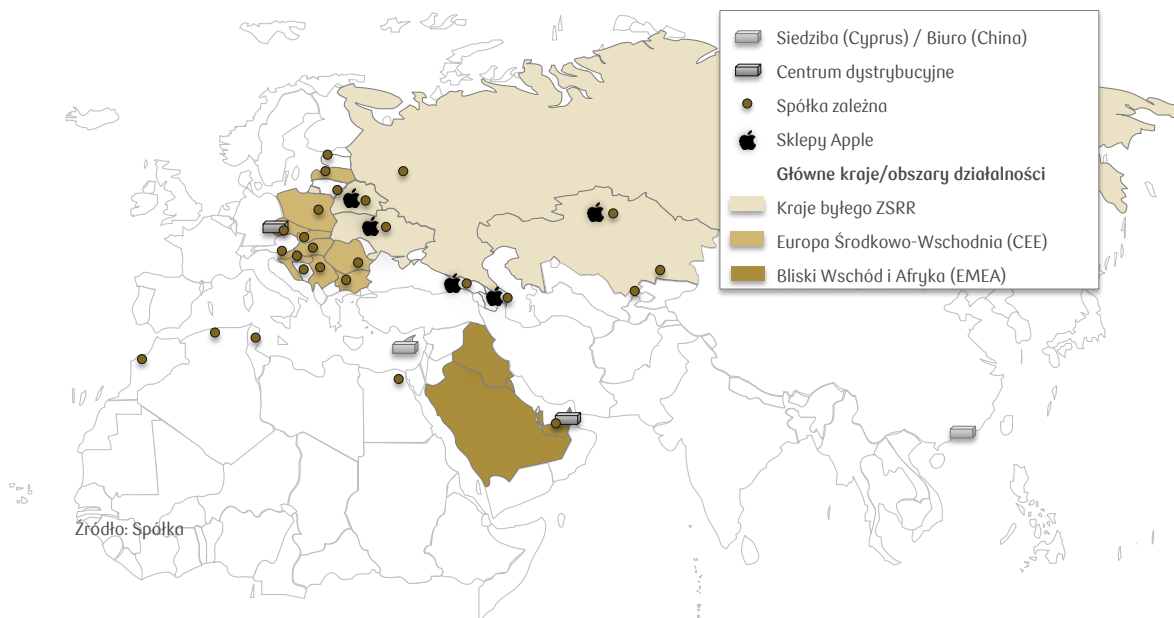 Siedziba (Cyprus) / Biuro (China)
Centrum dystrybucyjne
Spółka zależna
Sklepy Apple
Główne kraje/obszary działalności
Kraje byłego ZSRR
Europa Środkowo-Wschodnia (CEE)
Bliski Wschód i Afryka (EMEA)
Źródło: Spółka